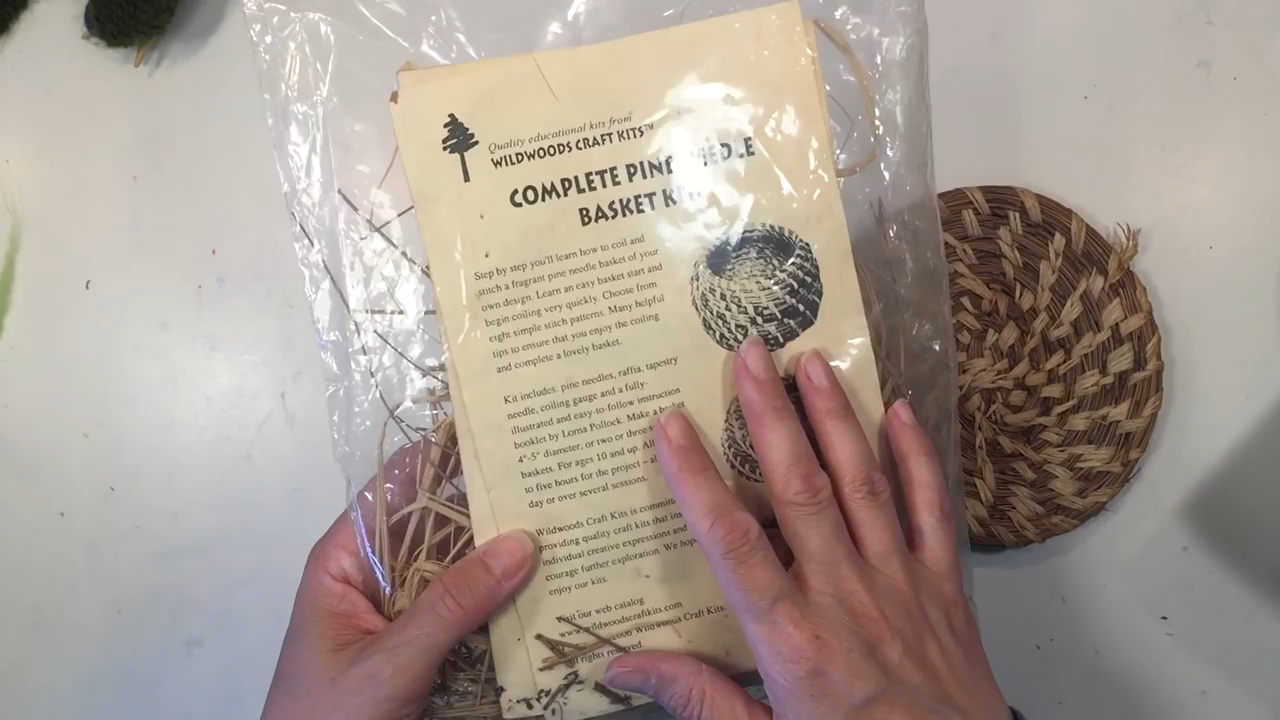 Quality educational kits from
WILDWOODS CRAFT KITS™
COMPLETE PINE NEEDLE
BASKET KIT
Step by step you'll learn how to coil and
stitch a fragrant pine needle basket of your
own design. Learn an easy basket start and
begin coiling very quickly. Choose from
eight simple stitch patterns. Many helpful
tips to ensure that you enjoy the coiling
and complete a lovely basket.
Kit includes: pine needles, raffia, tapestry
needle, coiling gauge and a fully-
illustrated and easy-to-follow instruction
booklet by Lorna Pollock. Make a basket
4"-5" diameter, or two or three
baskets. For ages 10 and up.
to five hours for the project –
day or over several sessions.
Wildwoods Craft Kits is
providing quality craft kits that
individual creative expressions and
courage further exploration. We hope
enjoy our kits.
Visit our web catalog
www.wildwoodscraftkits.com
Wildwoods Craft Kits.
All rights reserved